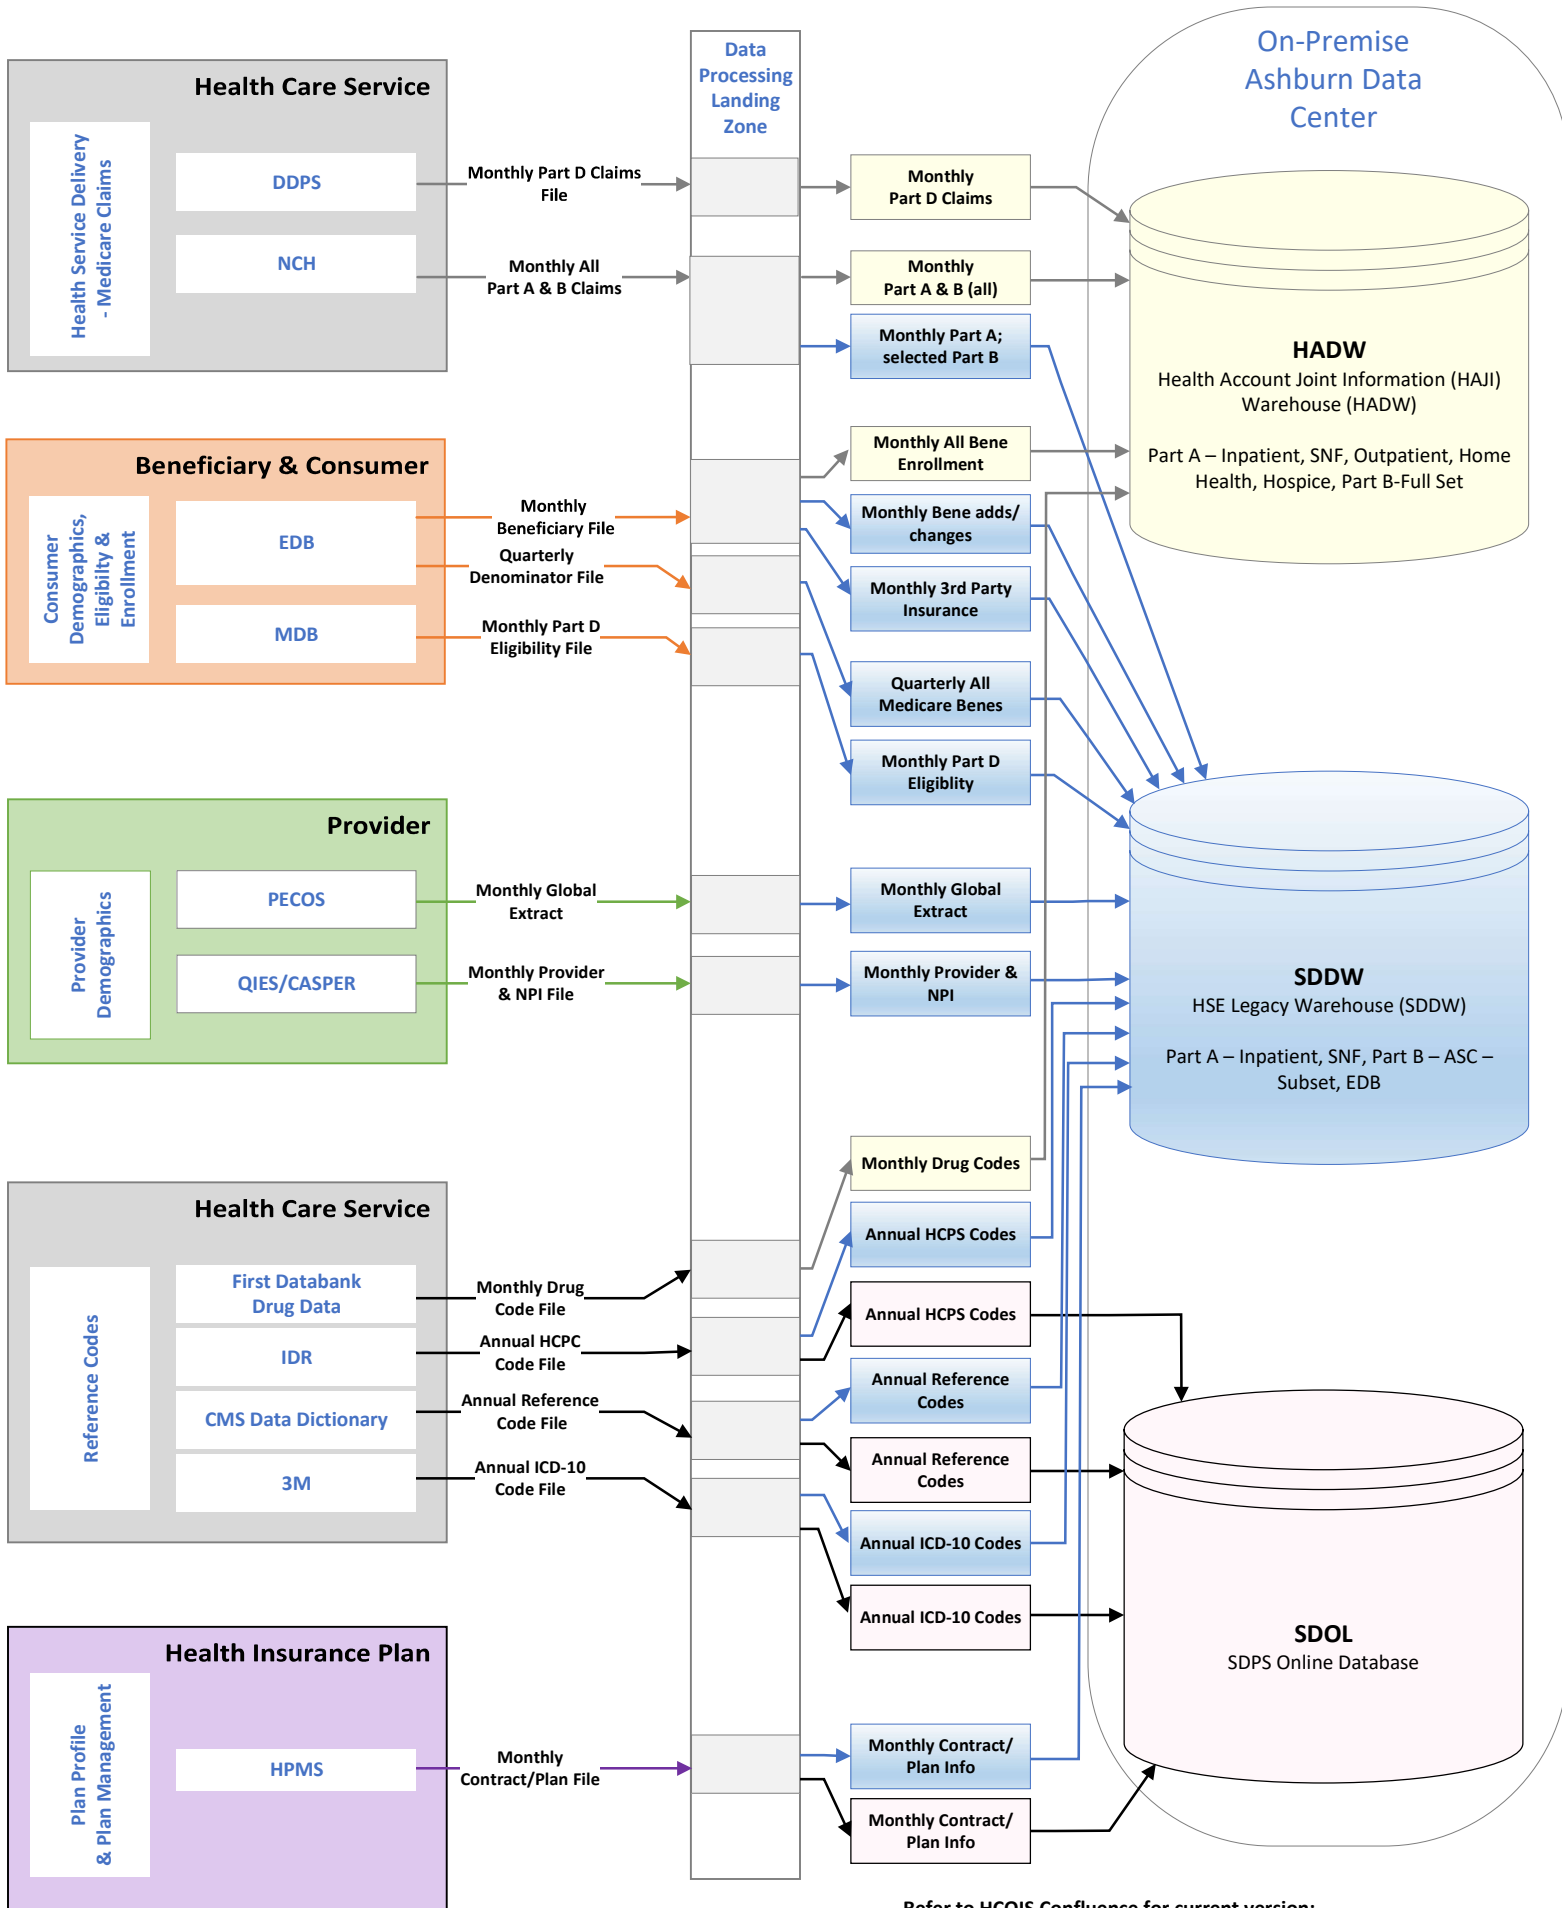 Data
Processing
Landing
Zone
On-Premise
Ashburn Data
Center
Health Care Service
Health Service Delivery
- Medicare Claims
DDPS
NCH
Monthly Part D Claims
File
Monthly All
Part A & B Claims
Monthly
Part D Claims
Monthly
Part A & B (all)
Monthly Part A;
selected Part B
HADW
Health Account Joint Information (HAJI)
Warehouse (HADW)
Part A – Inpatient, SNF, Outpatient, Home
Health, Hospice, Part B-Full Set
Beneficiary & Consumer
Consumer
Demographics,
Eligibilty &
Enrollment
EDB
MDB
Monthly
Beneficiary File
Quarterly
Denominator File
Monthly Part D
Eligibility File
Monthly All Bene
Enrollment
Monthly Bene adds/
changes
Monthly 3rd Party
Insurance
Quarterly All
Medicare Benes
Monthly Part D
Eligiblity
Provider
Provider
Demographics
PECOS
QIES/CASPER
Monthly Global
Extract
Monthly Provider
& NPI File
Monthly Global
Extract
Monthly Provider &
NPI
SDDW
HSE Legacy Warehouse (SDDW)
Part A – Inpatient, SNF, Part B – ASC –
Subset, EDB
Health Care Service
Reference Codes
First Databank
Drug Data
IDR
CMS Data Dictionary
3M
Monthly Drug
Code File
Annual HCPC
Code File
Annual Reference
Code File
Annual ICD-10
Code File
Monthly Drug Codes
Annual HCPS Codes
Annual HCPS Codes
Annual Reference
Codes
Annual Reference
Codes
Annual ICD-10 Codes
Annual ICD-10 Codes
SDOL
SDPS Online Database
Health Insurance Plan
Plan Profile
& Plan Management
HPMS
Monthly
Contract/Plan File
Monthly Contract/
Plan Info
Monthly Contract/
Plan Info
Refer to HCQIS Confluence for current version: